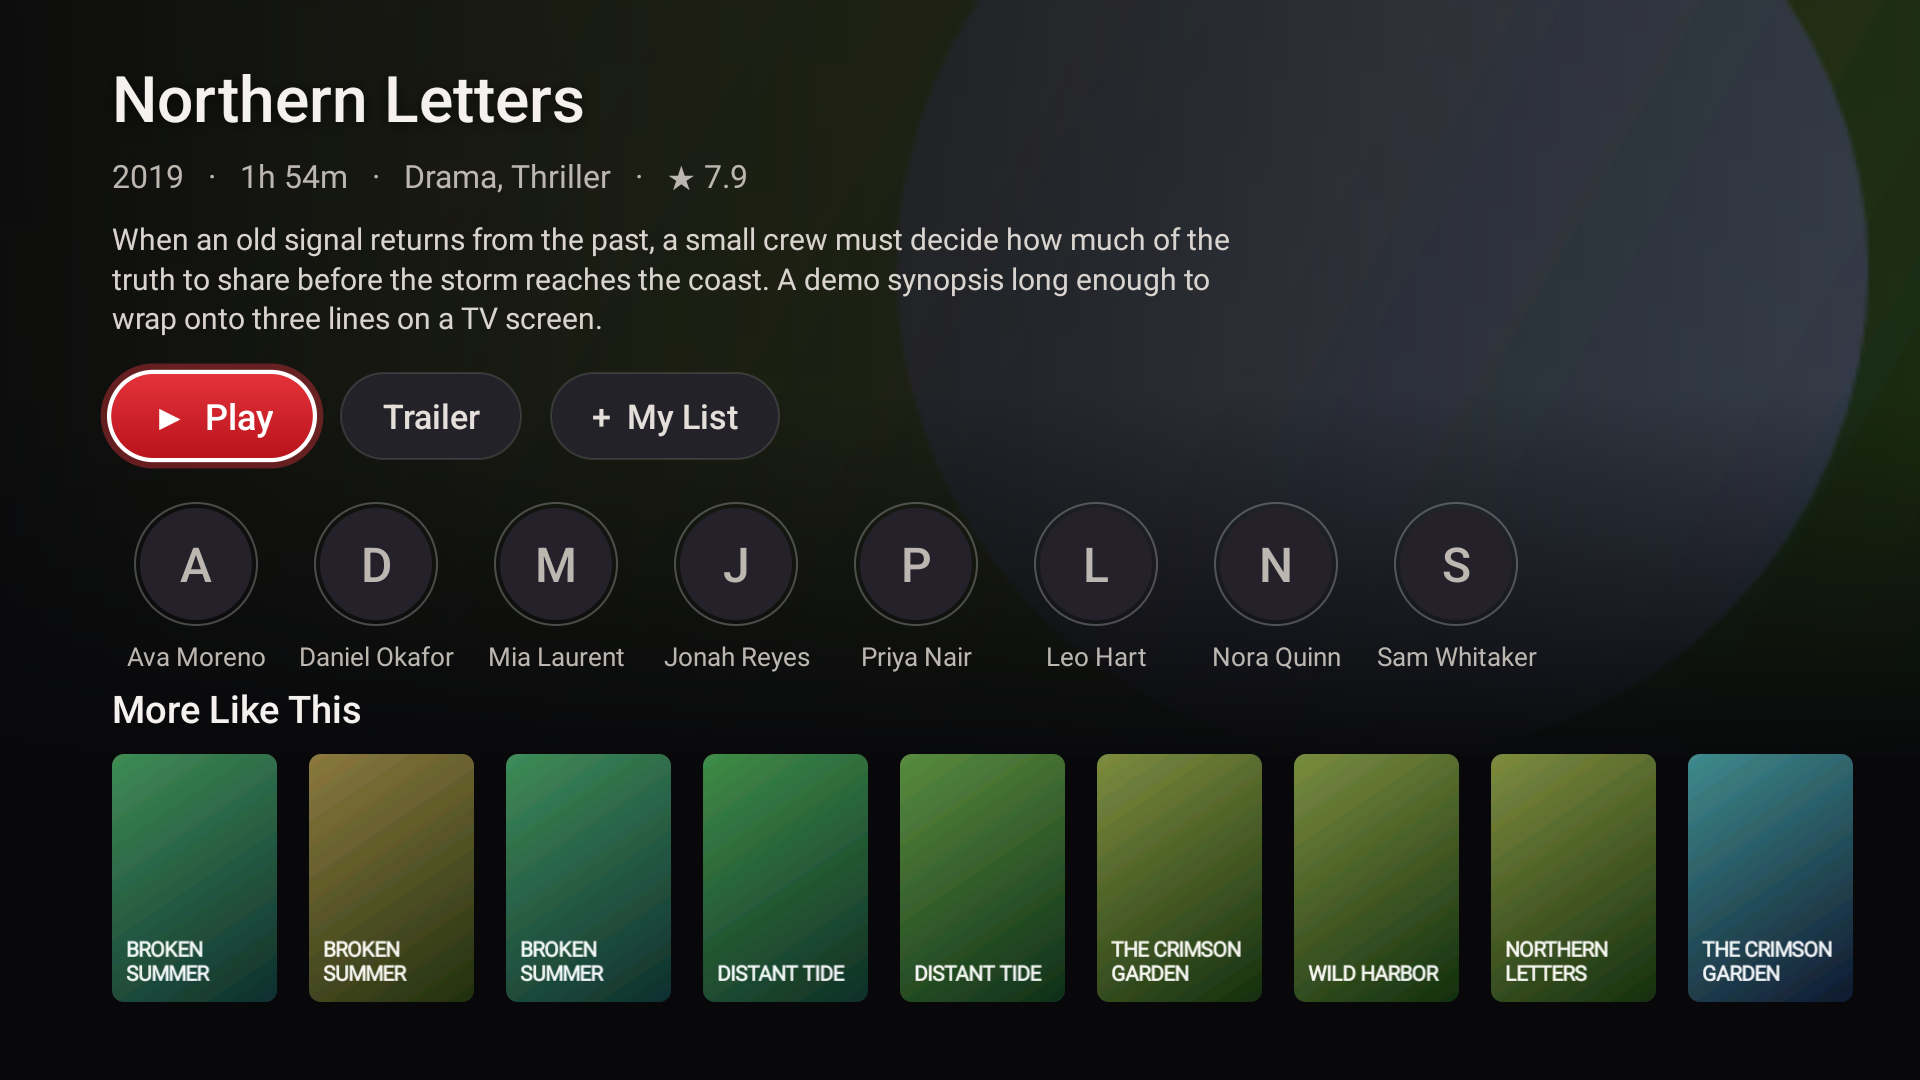 Northern Letters
2019 · 1h 54m · Drama, Thriller · ★ 7.9
When an old signal returns from the past, a small crew must decide how much of the
truth to share before the storm reaches the coast. A demo synopsis long enough to
wrap onto three lines on a TV screen.
▶ Play
Trailer
+ My List
A
D
M
J
P
L
N
S
Ava Moreno
Daniel Okafor
Mia Laurent
Jonah Reyes
Priya Nair
Leo Hart
Nora Quinn
Sam Whitaker
More Like This
BROKEN
SUMMER
BROKEN
SUMMER
BROKEN
SUMMER
DISTANT TIDE
DISTANT TIDE
THE CRIMSON
GARDEN
WILD HARBOR
NORTHERN
LETTERS
THE CRIMSON
GARDEN